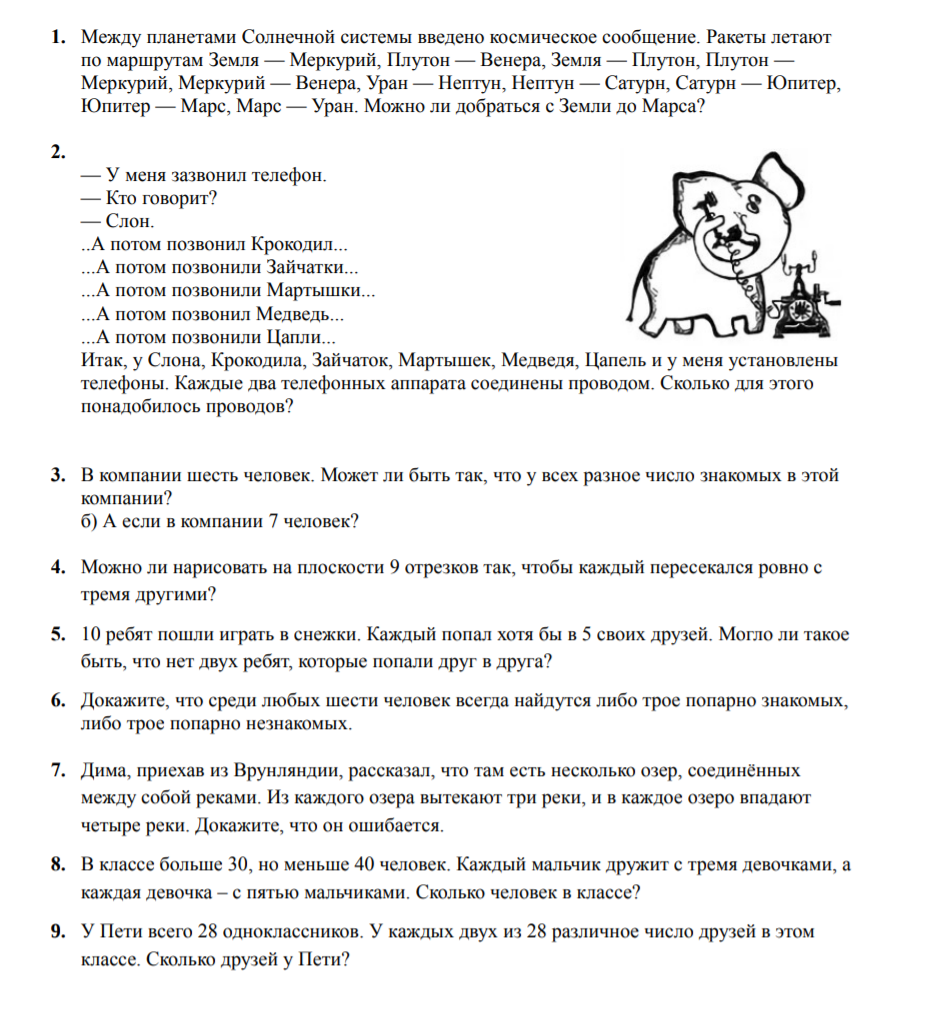 1. Между планетами Солнечной системы введено космическое сообщение. Ракеты летают
по маршрутам Земля — Меркурий, Плутон — Венера, Земля — Плутон, Плутон —
Меркурий, Меркурий — Венера, Уран — Нептун, Нептун — Сатурн, Сатурн — Юпитер,
Юпитер — Марс, Марс — Уран. Можно ли добраться с Земли до Марса?
2.
— У меня зазвонил телефон.
— Кто говорит?
— Слон.
..А потом позвонил Крокодил...
...А потом позвонили Зайчатки...
...А потом позвонили Мартышки...
...А потом позвонил Медведь...
...А потом позвонили Цапли...
Итак, у Слона, Крокодила, Зайчаток, Мартышек, Медведя, Цапель и у меня установлены
телефоны. Каждые два телефонных аппарата соединены проводом. Сколько для этого
понадобилось проводов?
3. В компании шесть человек. Может ли быть так, что у всех разное число знакомых в этой
компании?
б) А если в компании 7 человек?
4. Можно ли нарисовать на плоскости 9 отрезков так, чтобы каждый пересекался ровно с
тремя другими?
5. 10 ребят пошли играть в снежки. Каждый попал хотя бы в 5 своих друзей. Могло ли такое
быть, что нет двух ребят, которые попали друг в друга?
6. Докажите, что среди любых шести человек всегда найдутся либо трое попарно знакомых,
либо трое попарно незнакомых.
7. Дима, приехав из Врунляндии, рассказал, что там есть несколько озер, соединённых
между собой реками. Из каждого озера вытекают три реки, и в каждое озеро впадают
четыре реки. Докажите, что он ошибается.
8. В классе больше 30, но меньше 40 человек. Каждый мальчик дружит с тремя девочками, а
каждая девочка – с пятью мальчиками. Сколько человек в классе?
9. У Пети всего 28 одноклассников. У каждых двух из 28 различное число друзей в этом
классе. Сколько друзей у Пети?